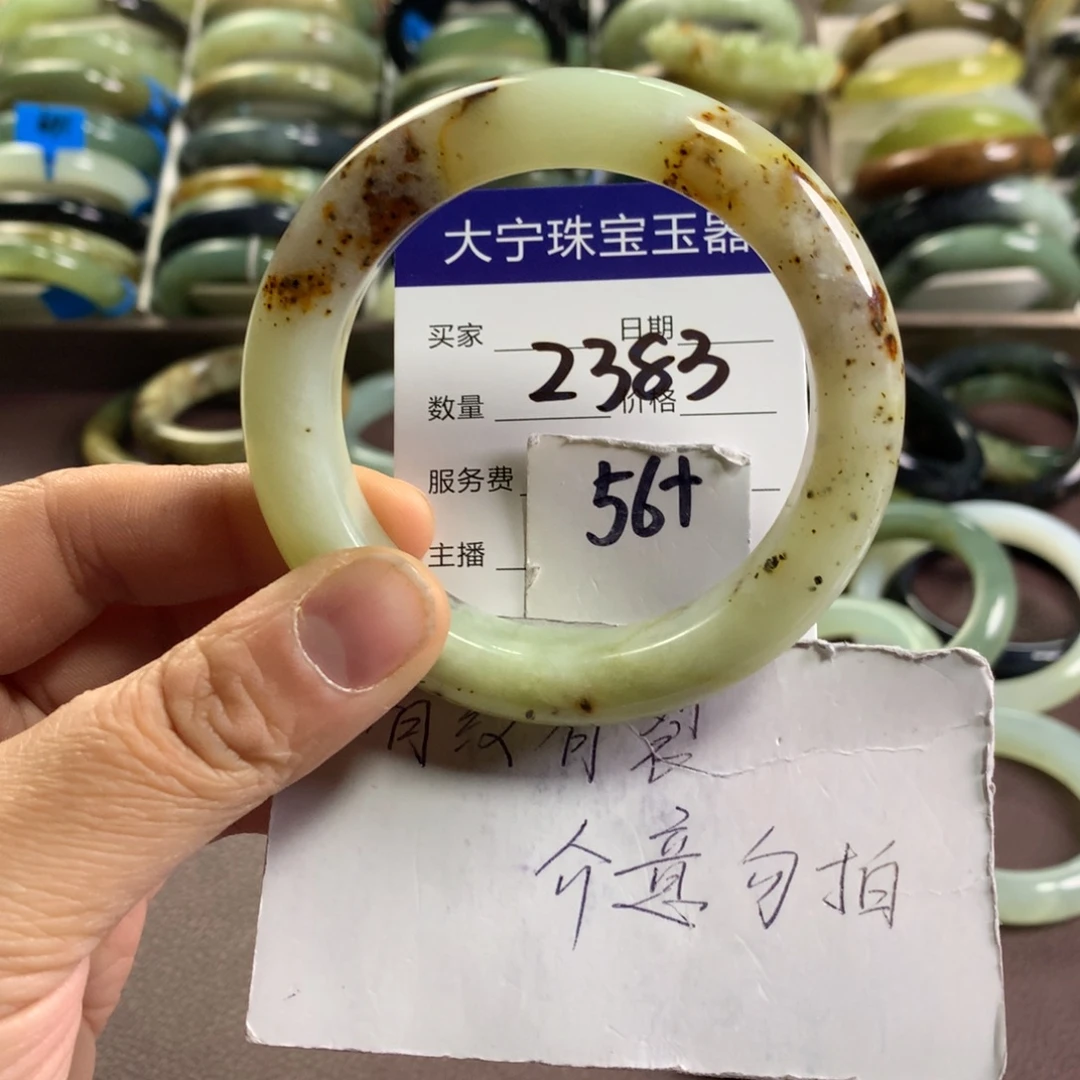 大宁珠宝玉器
买家 日期
2383
数量 价格
服务费
56+
主播
有纹有裂
介意勿拍